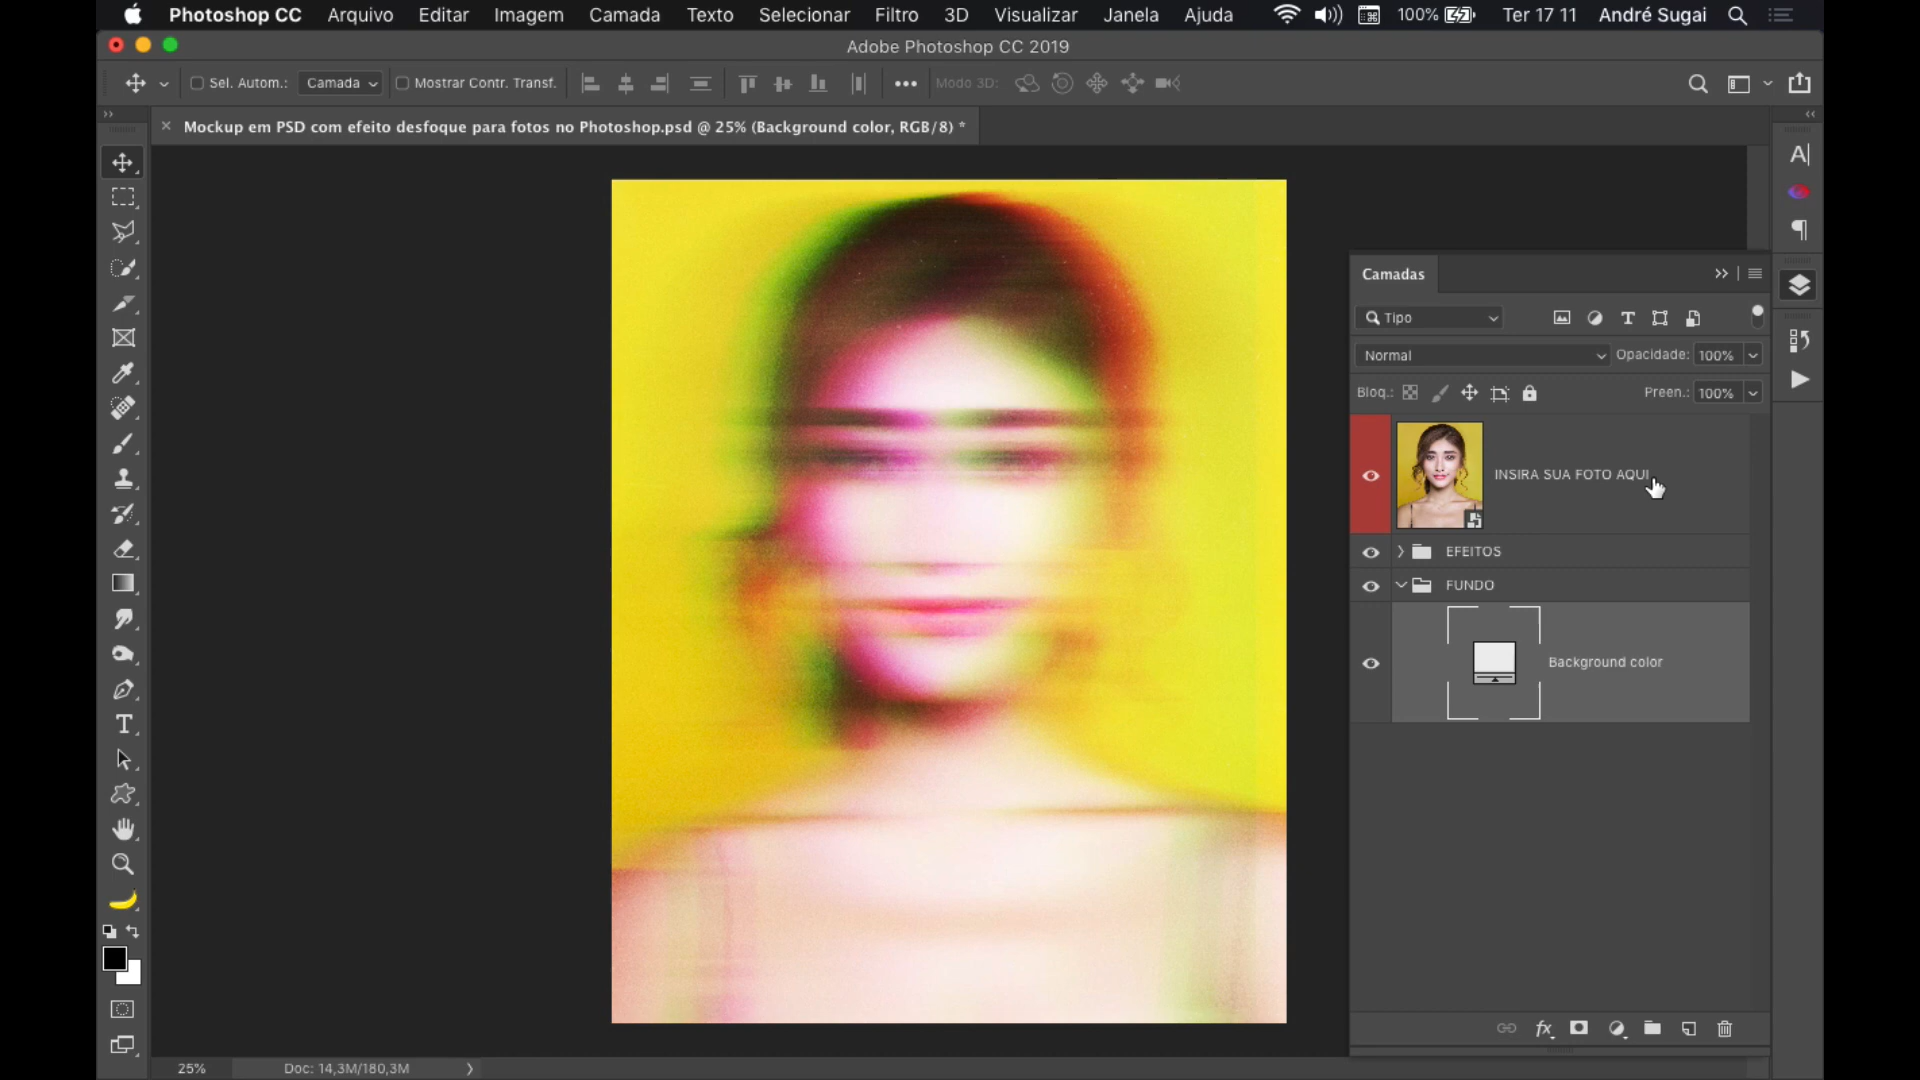 Photoshop CC Arquivo Editar Imagem Camada Texto Selecionar Filtro 3D Visualizar Janela Ajuda 100% Ter 17 11 André Sugai
Adobe Photoshop CC 2019
Sel. Autom.: Camada Mostrar Contr. Transf. Modo 3D:
Mockup em PSD com efeito desfoque para fotos no Photoshop.psd @ 25% (Background color, RGB/8) *
Camadas
Tipo
Normal Opacidade: 100%
Bloq.: Preen.: 100%
INSIRA SUA FOTO AQUI
EFEITOS
FUNDO
Background color
25% Doc: 14,3M/180,3M